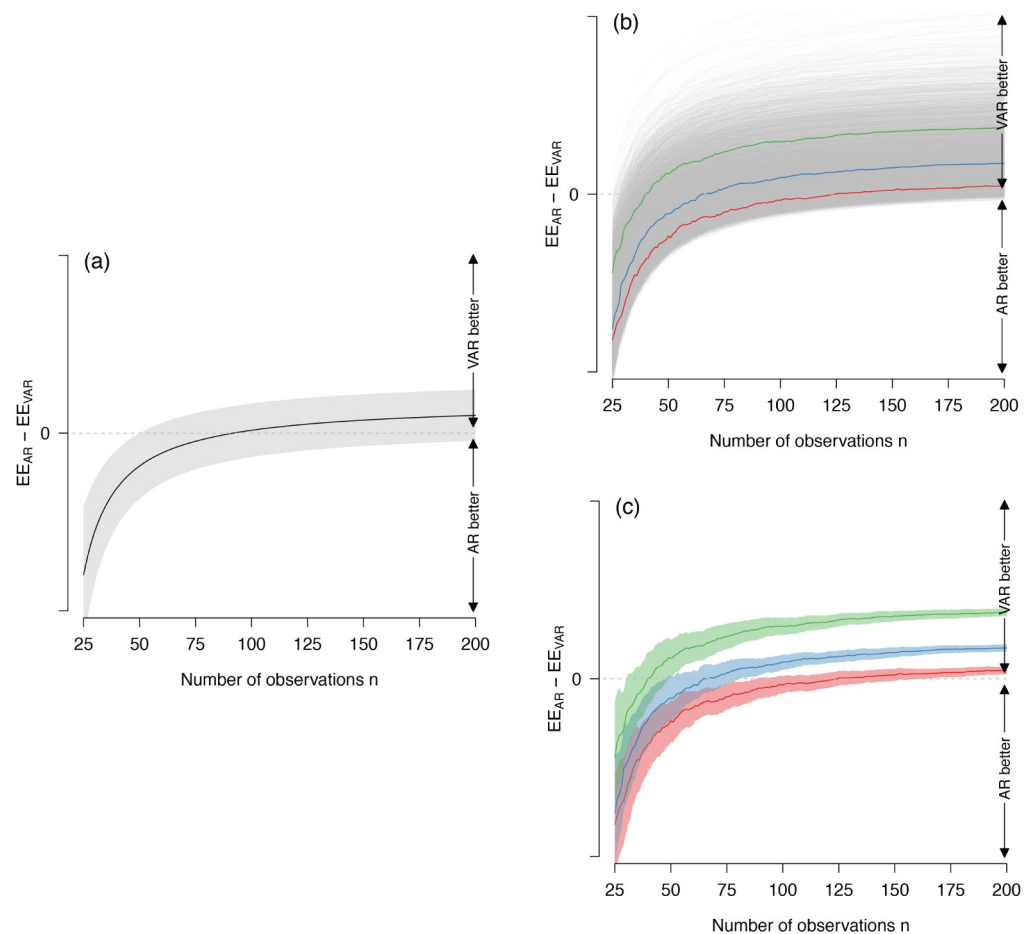 (a)
EE_AR − EE_VAR
0
VAR better
AR better
25 50 75 100 125 150 175 200
Number of observations n
(b)
EE_AR − EE_VAR
0
VAR better
AR better
25 50 75 100 125 150 175 200
Number of observations n
(c)
EE_AR − EE_VAR
0
VAR better
AR better
25 50 75 100 125 150 175 200
Number of observations n